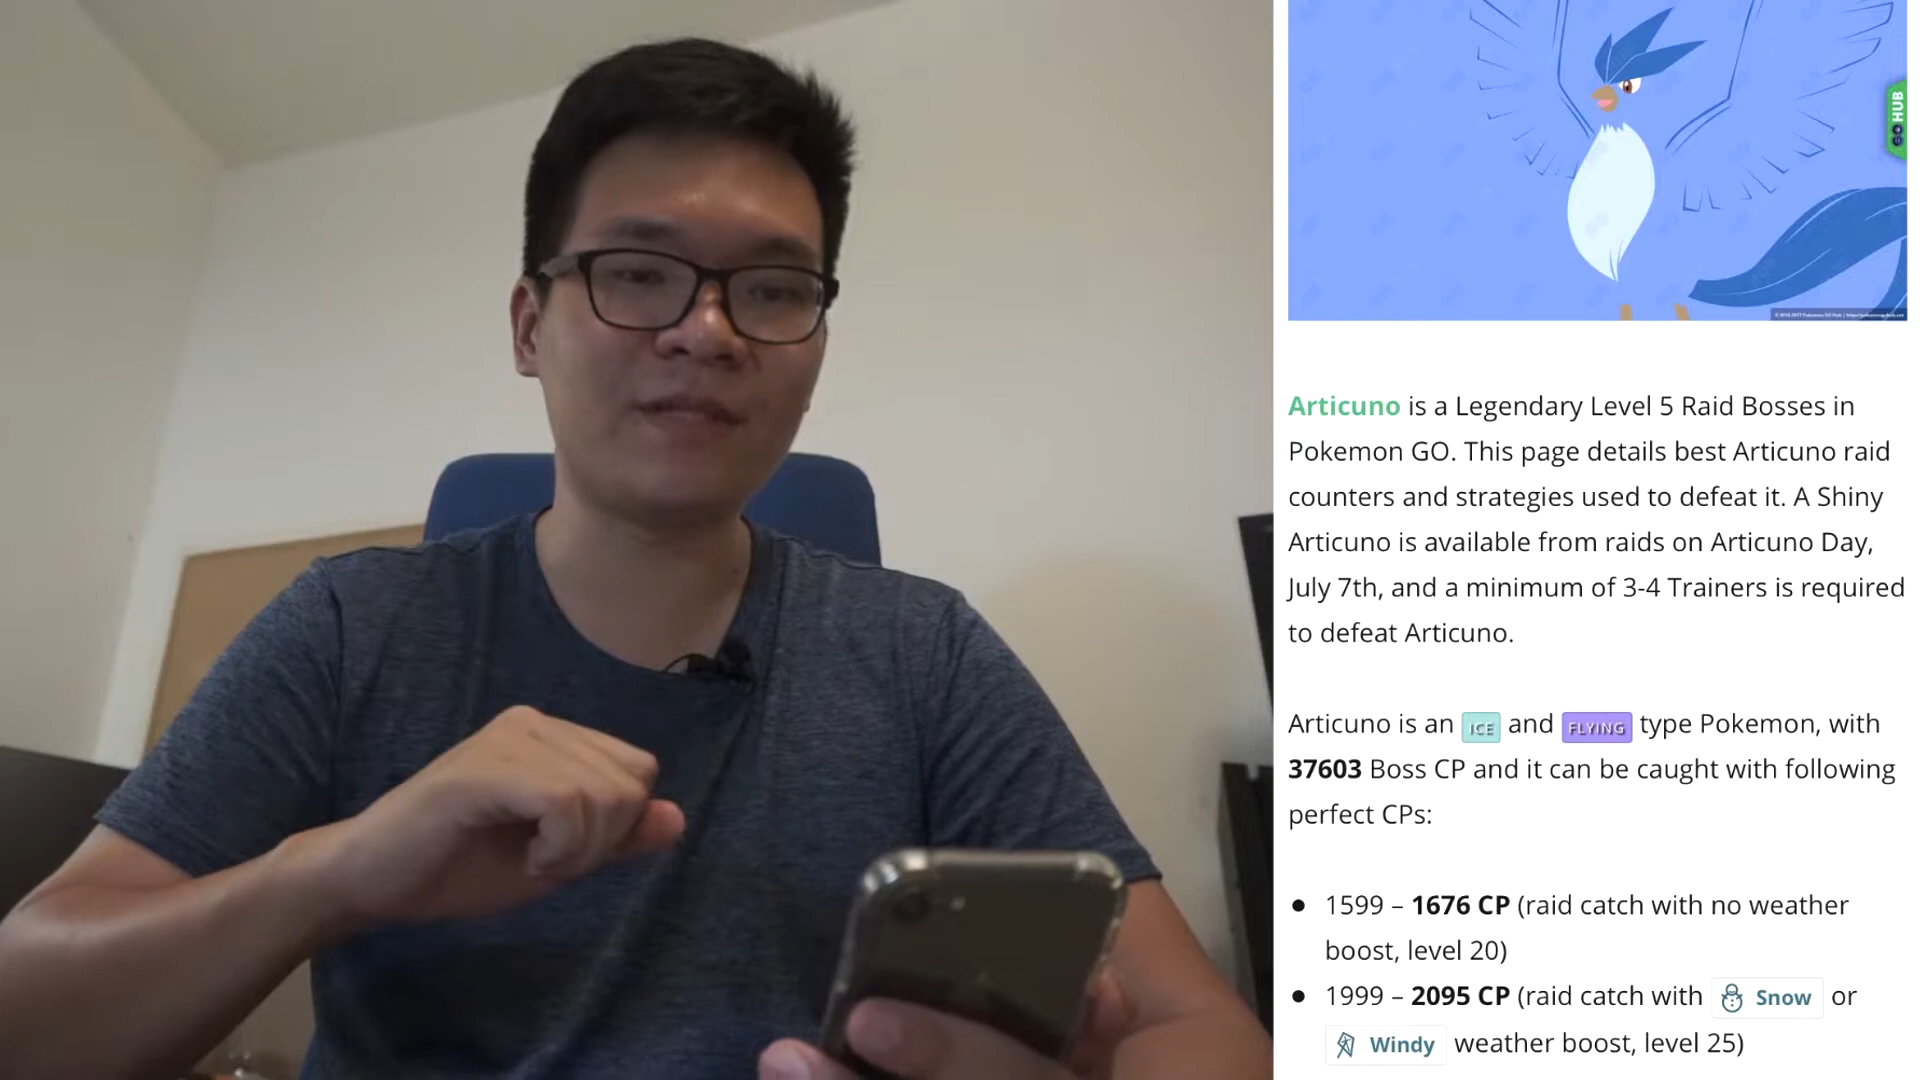 GO HUB
Articuno is a Legendary Level 5 Raid Bosses in
Pokemon GO. This page details best Articuno raid
counters and strategies used to defeat it. A Shiny
Articuno is available from raids on Articuno Day,
July 7th, and a minimum of 3-4 Trainers is required
to defeat Articuno.
Articuno is an ICE and FLYING type Pokemon, with
37603 Boss CP and it can be caught with following
perfect CPs:
● 1599 – 1676 CP (raid catch with no weather
boost, level 20)
● 1999 – 2095 CP (raid catch with Snow or
Windy weather boost, level 25)